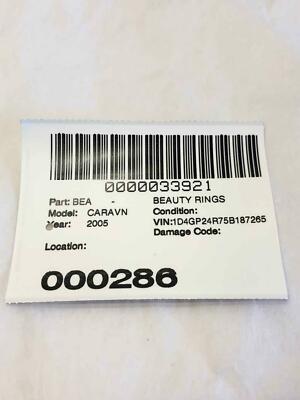 0000033921
Part: BEA - BEAUTY RINGS
Model: CARAVN Condition:
Year: 2005 VIN:1D4GP24R75B187265
Damage Code:
Location:
000286